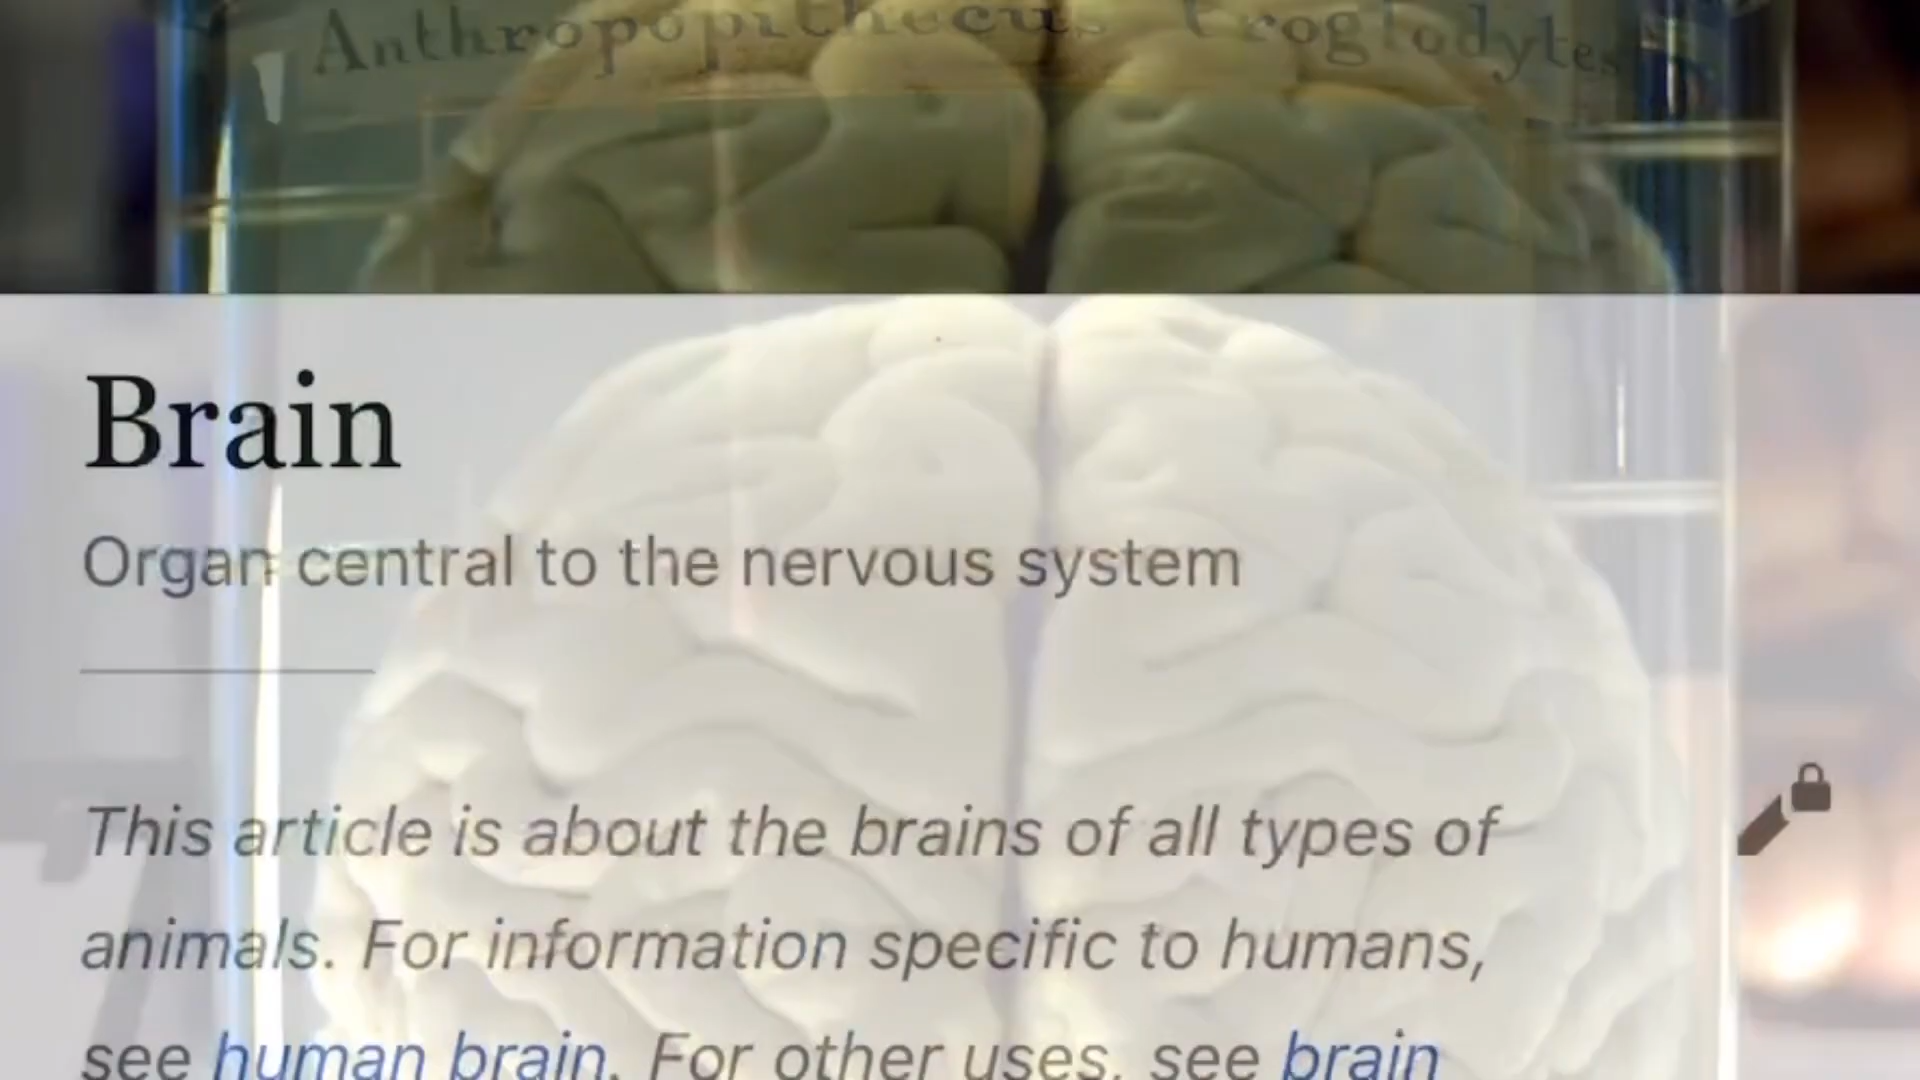 Anthropopithecus troglodytes
Brain
Organ central to the nervous system
This article is about the brains of all types of
animals. For information specific to humans,
see human brain. For other uses, see brain